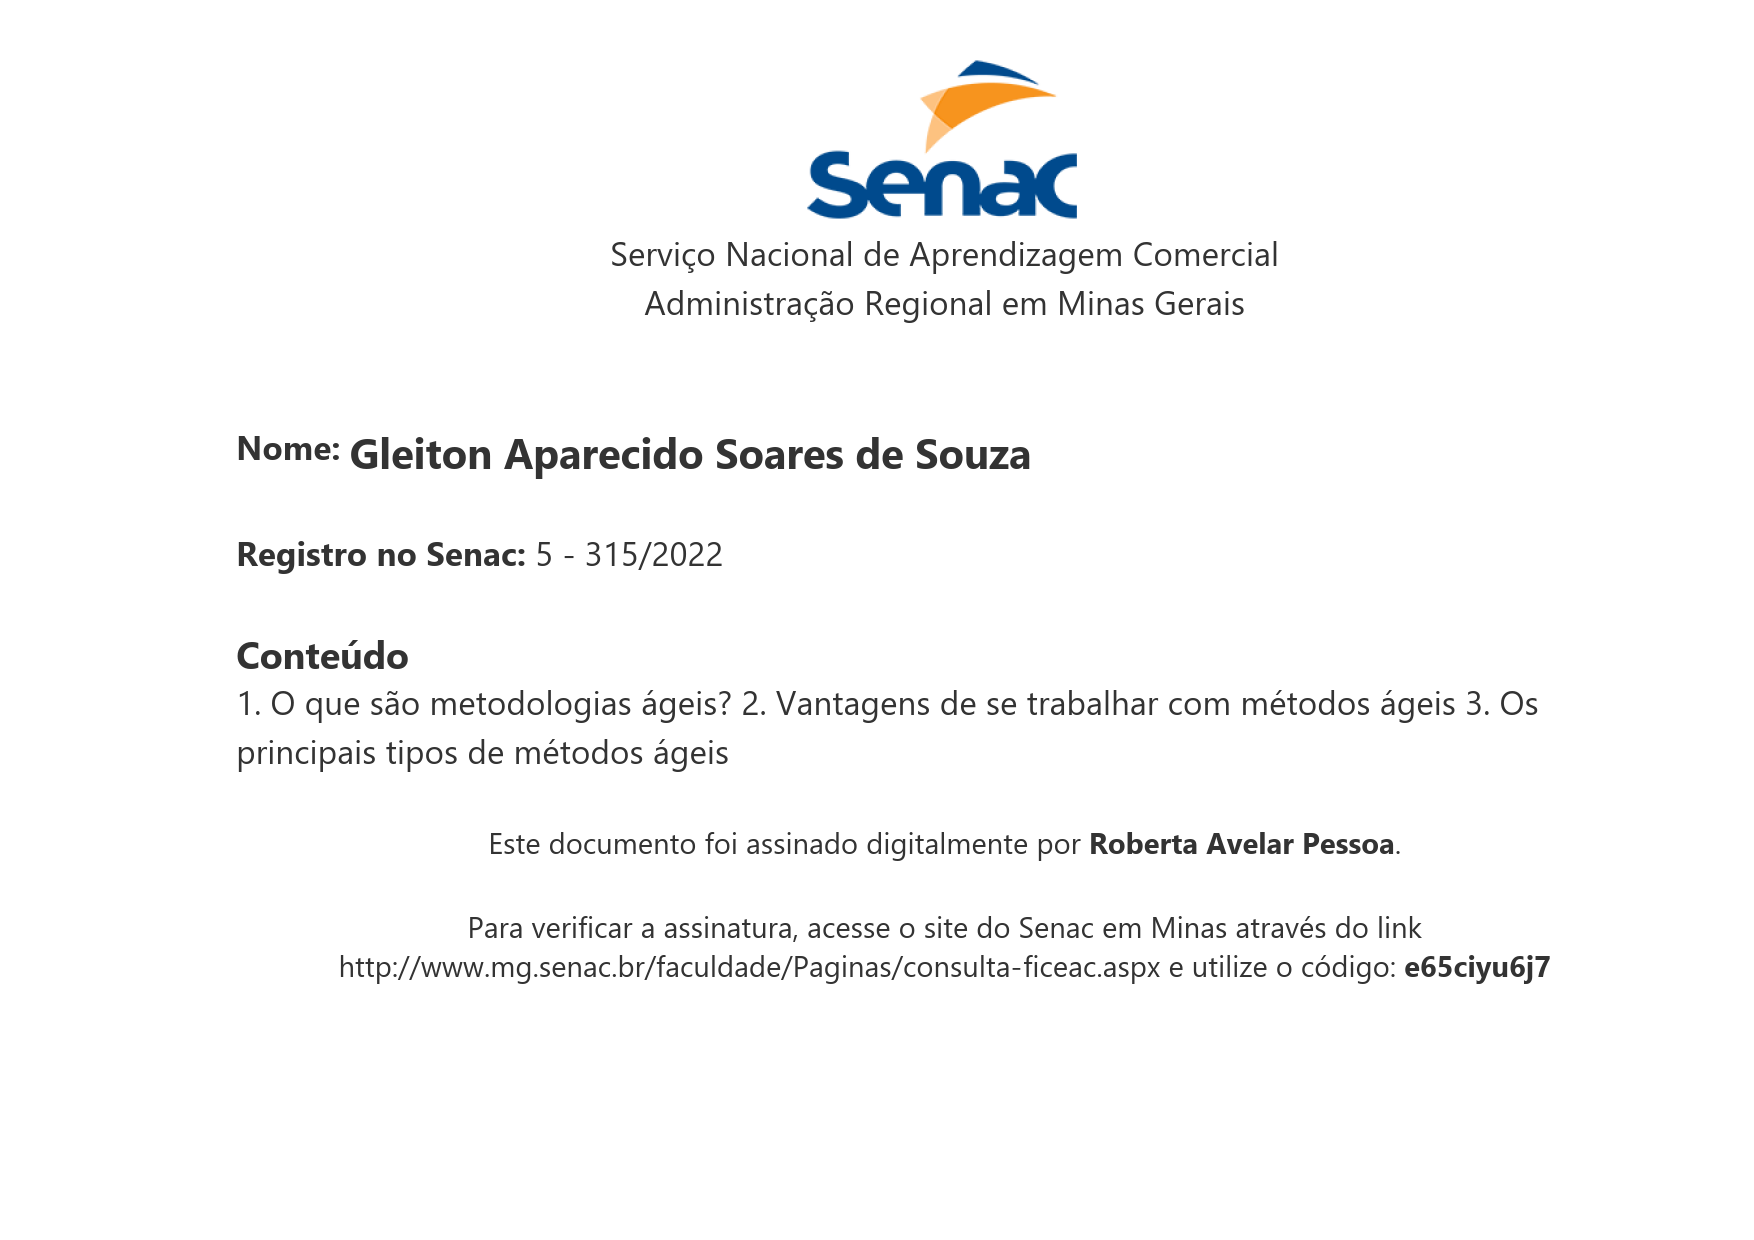 Senac
Serviço Nacional de Aprendizagem Comercial
Administração Regional em Minas Gerais
Nome: Gleiton Aparecido Soares de Souza
Registro no Senac: 5 - 315/2022
Conteúdo
1. O que são metodologias ágeis? 2. Vantagens de se trabalhar com métodos ágeis 3. Os
principais tipos de métodos ágeis
Este documento foi assinado digitalmente por Roberta Avelar Pessoa.
Para verificar a assinatura, acesse o site do Senac em Minas através do link
http://www.mg.senac.br/faculdade/Paginas/consulta-ficeac.aspx e utilize o código: e65ciyu6j7